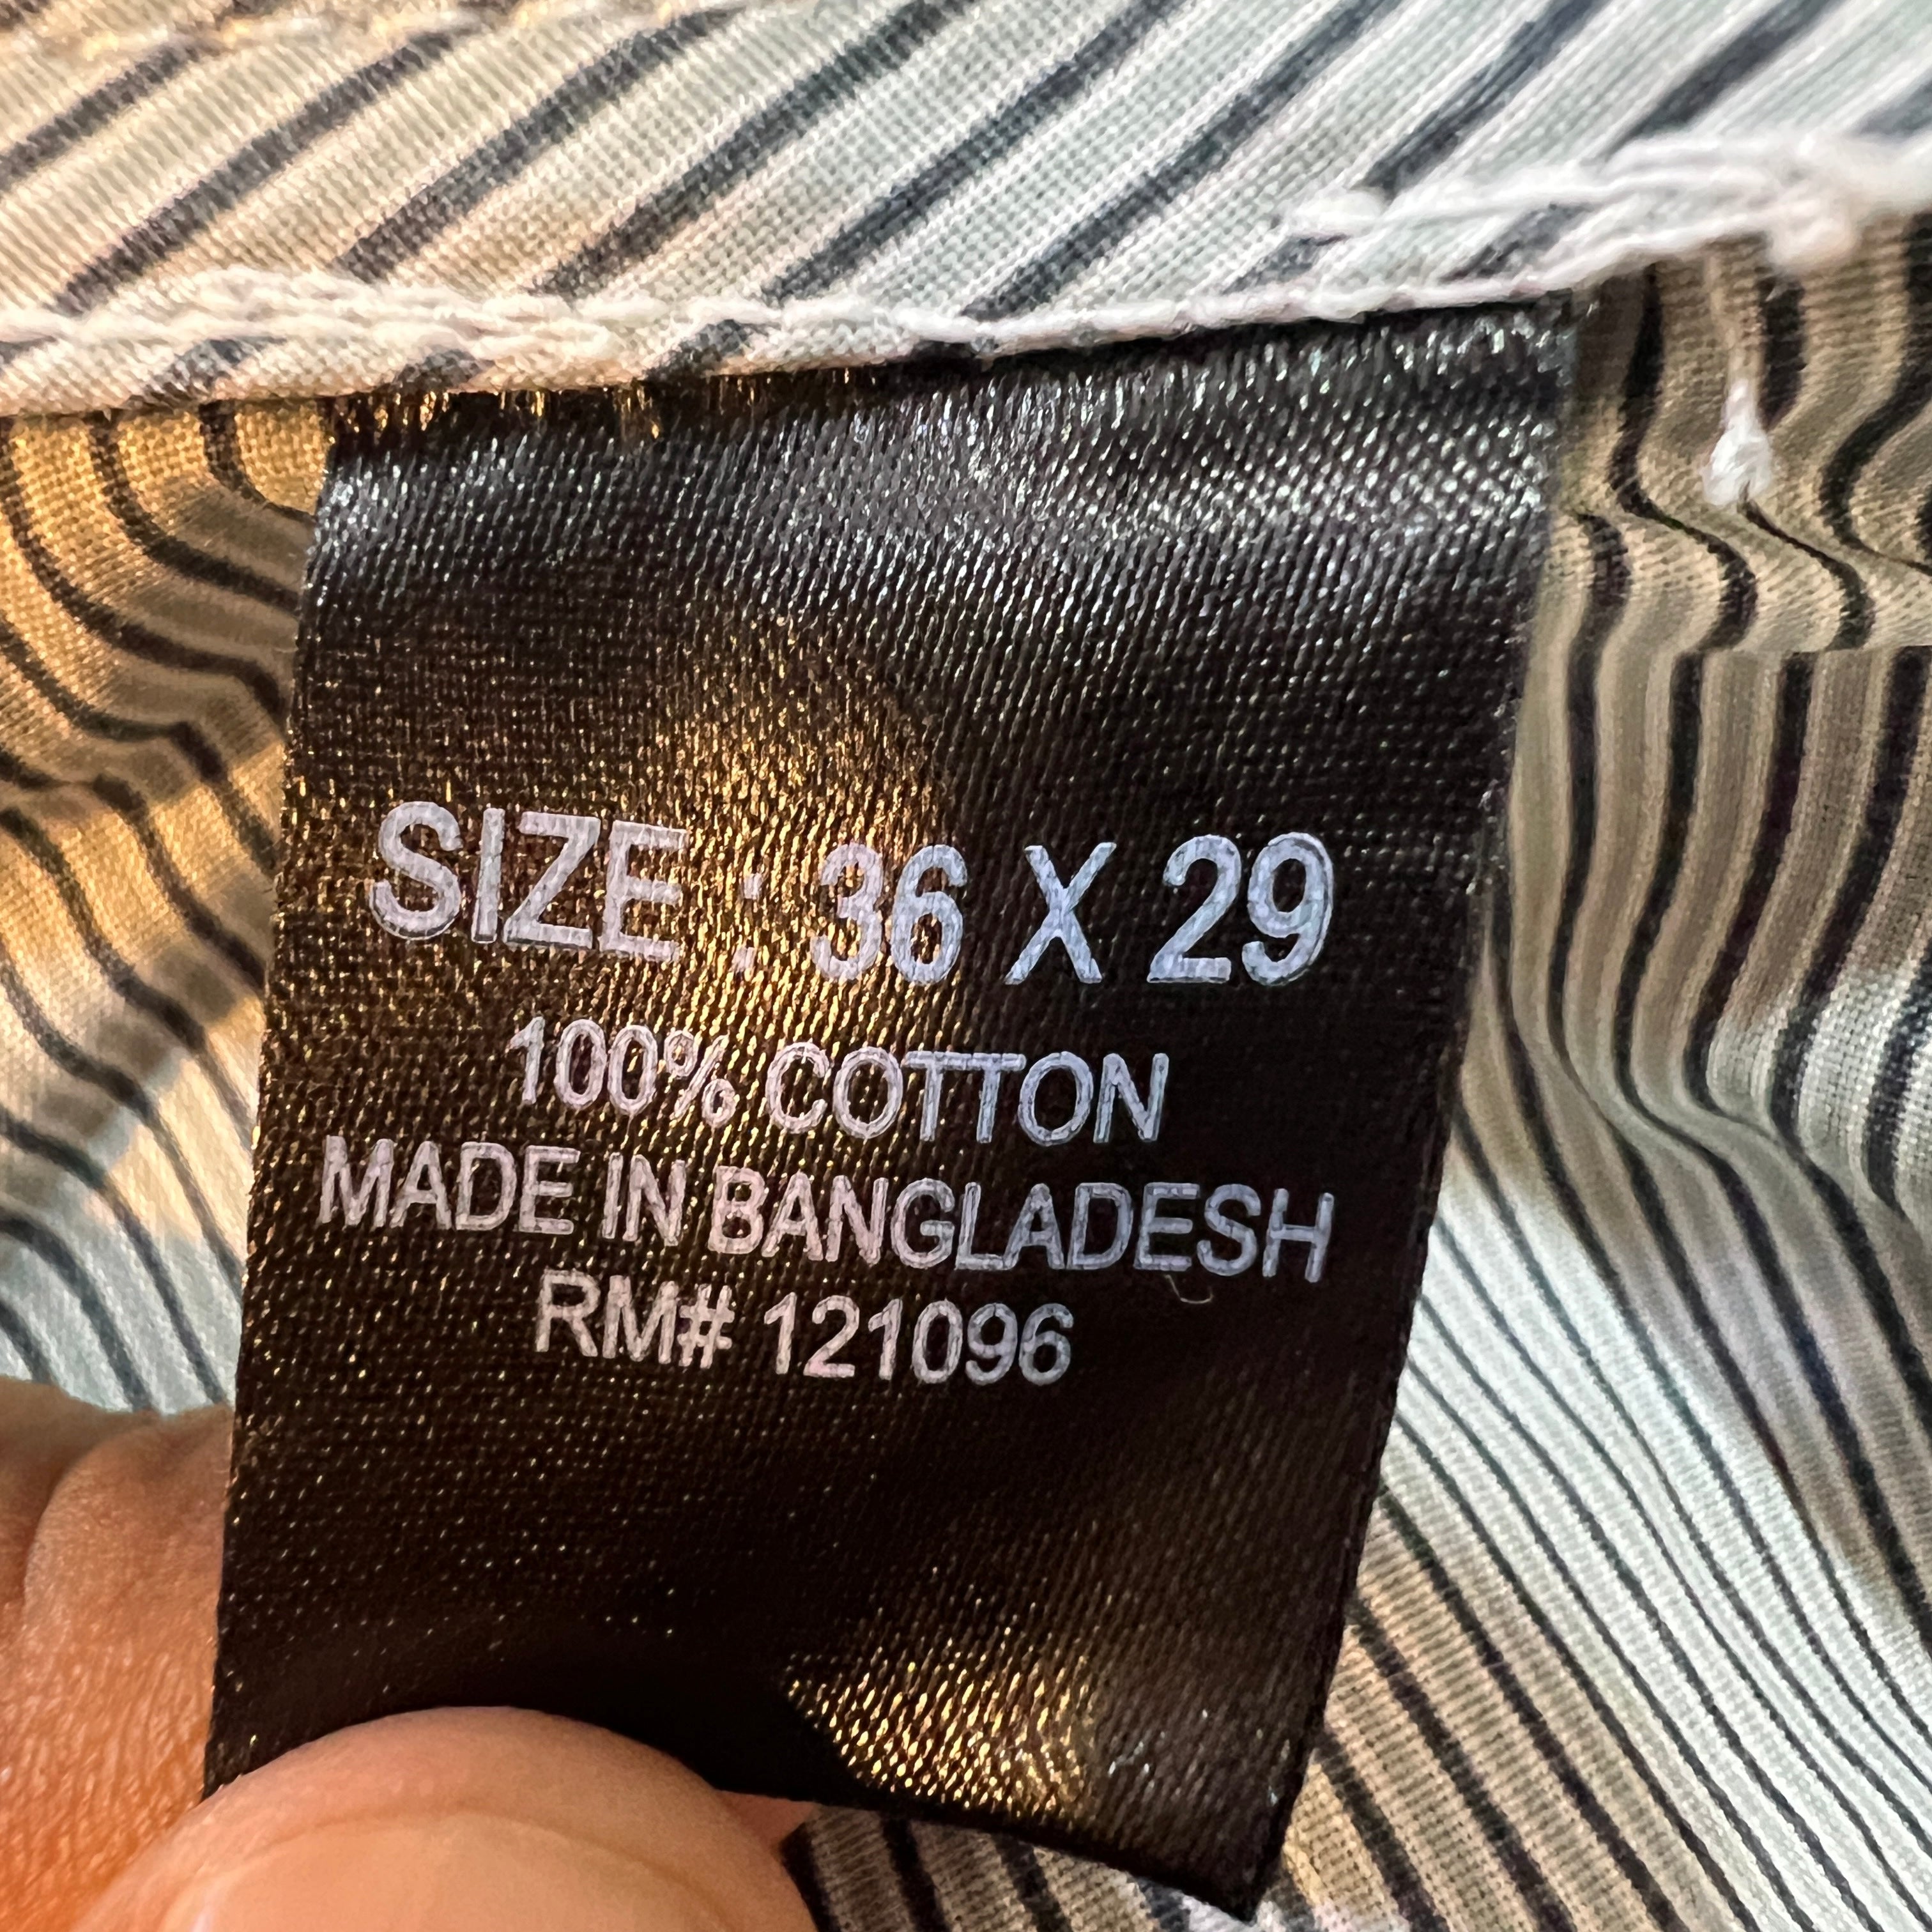 SIZE : 36 X 29
100% COTTON
MADE IN BANGLADESH
RM# 121096